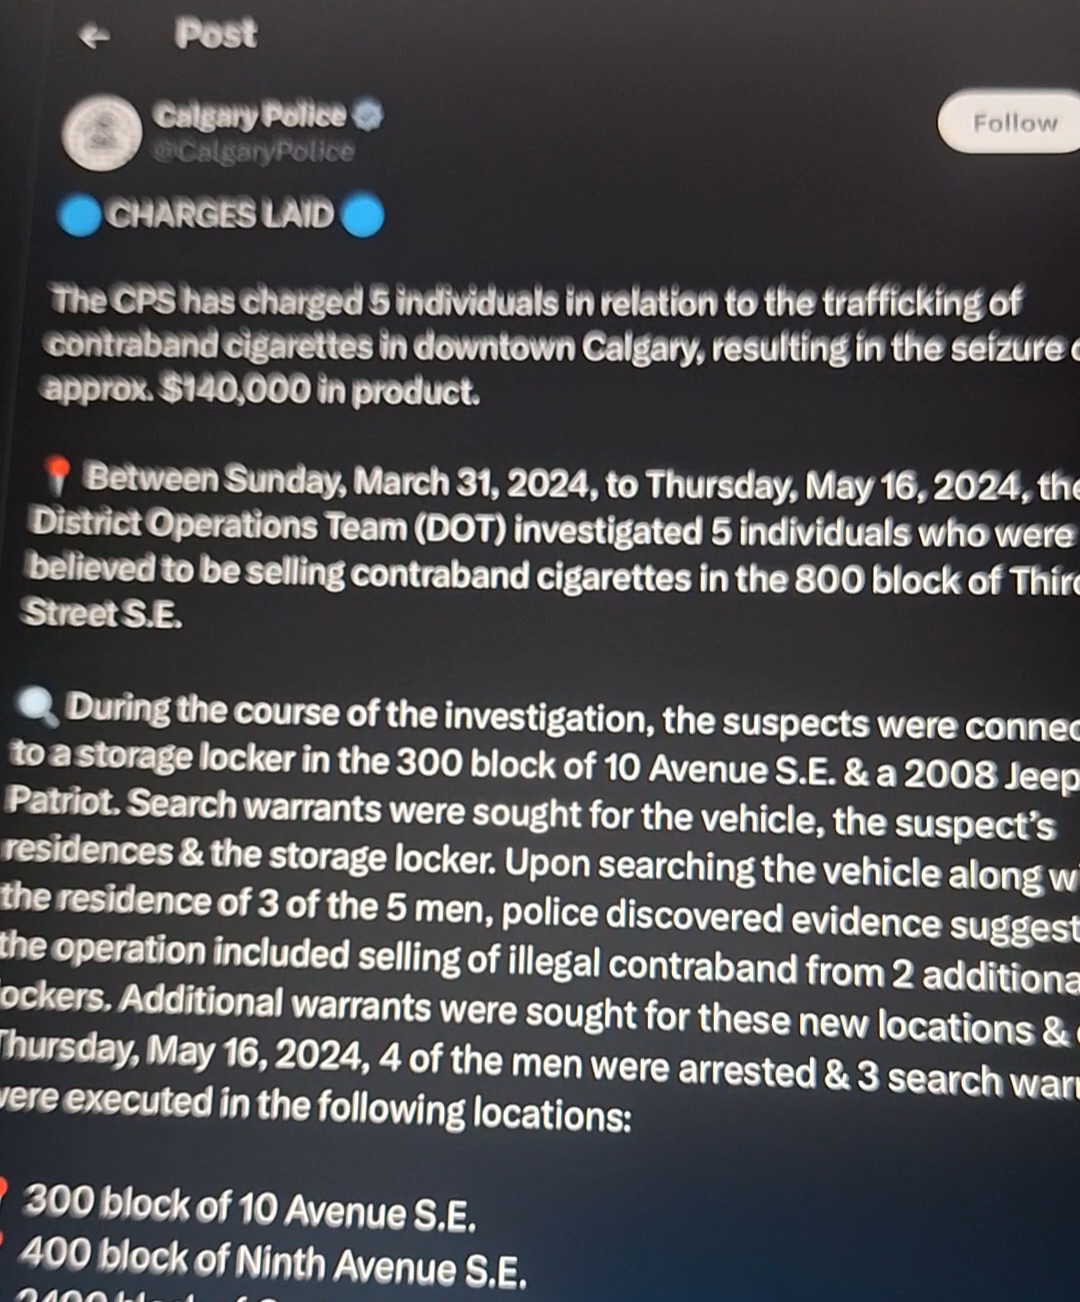 Post
Calgary Police
@CalgaryPolice
Follow
CHARGES LAID
The CPS has charged 5 individuals in relation to the trafficking of
contraband cigarettes in downtown Calgary, resulting in the seizure
approx. $140,000 in product.
Between Sunday, March 31, 2024, to Thursday, May 16, 2024, the
District Operations Team (DOT) investigated 5 individuals who were
believed to be selling contraband cigarettes in the 800 block of Third
Street S.E.
During the course of the investigation, the suspects were connec
to a storage locker in the 300 block of 10 Avenue S.E. & a 2008 Jeep
Patriot. Search warrants were sought for the vehicle, the suspect's
residences & the storage locker. Upon searching the vehicle along wi
the residence of 3 of the 5 men, police discovered evidence suggest
the operation included selling of illegal contraband from 2 additiona
ockers. Additional warrants were sought for these new locations &
Thursday, May 16, 2024, 4 of the men were arrested & 3 search warr
were executed in the following locations:
300 block of 10 Avenue S.E.
400 block of Ninth Avenue S.E.